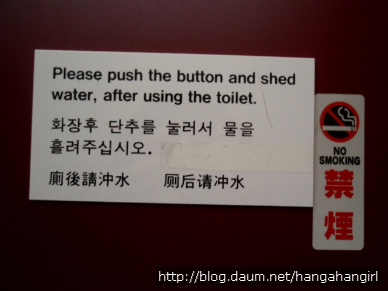 Please push the button and shed
water, after using the toilet.
화장후 단추를 눌러서 물을
흘려주십시오.
廁後請沖水 厕后请冲水
NO
SMOKING
禁
煙
http://blog.daum.net/hangahangirl